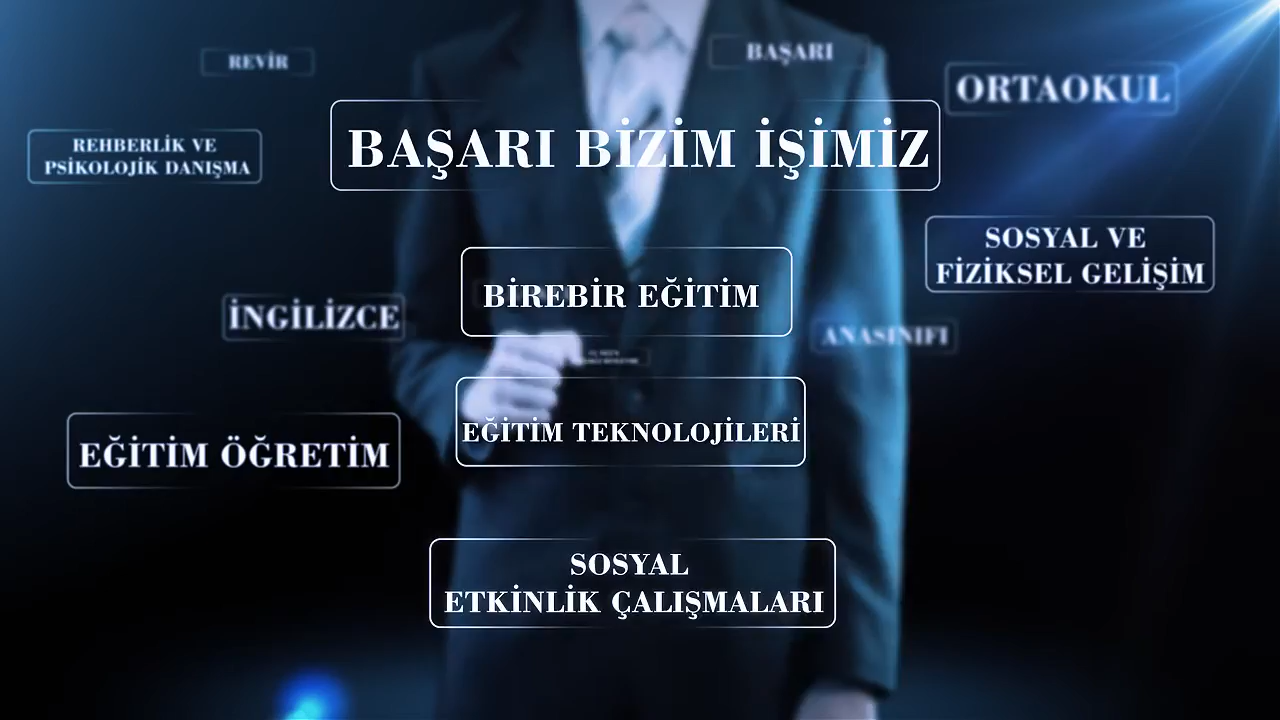 REVİR
BAŞARI
ORTAOKUL
BAŞARI BİZİM İŞİMİZ
REHBERLİK VE
PSİKOLOJİK DANIŞMA
SOSYAL VE
FİZİKSEL GELİŞİM
BİREBİR EĞİTİM
İNGİLİZCE
ANASINIFI
EĞİTİM TEKNOLOJİLERİ
EĞİTİM ÖĞRETİM
SOSYAL
ETKİNLİK ÇALIŞMALARI